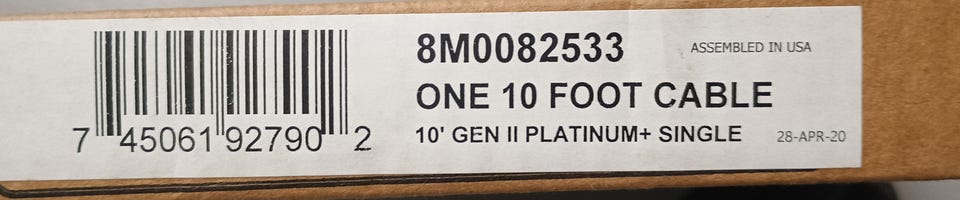 8M0082533
ASSEMBLED IN USA
ONE 10 FOOT CABLE
10' GEN II PLATINUM+ SINGLE
28-APR-20
7 45061 92790 2